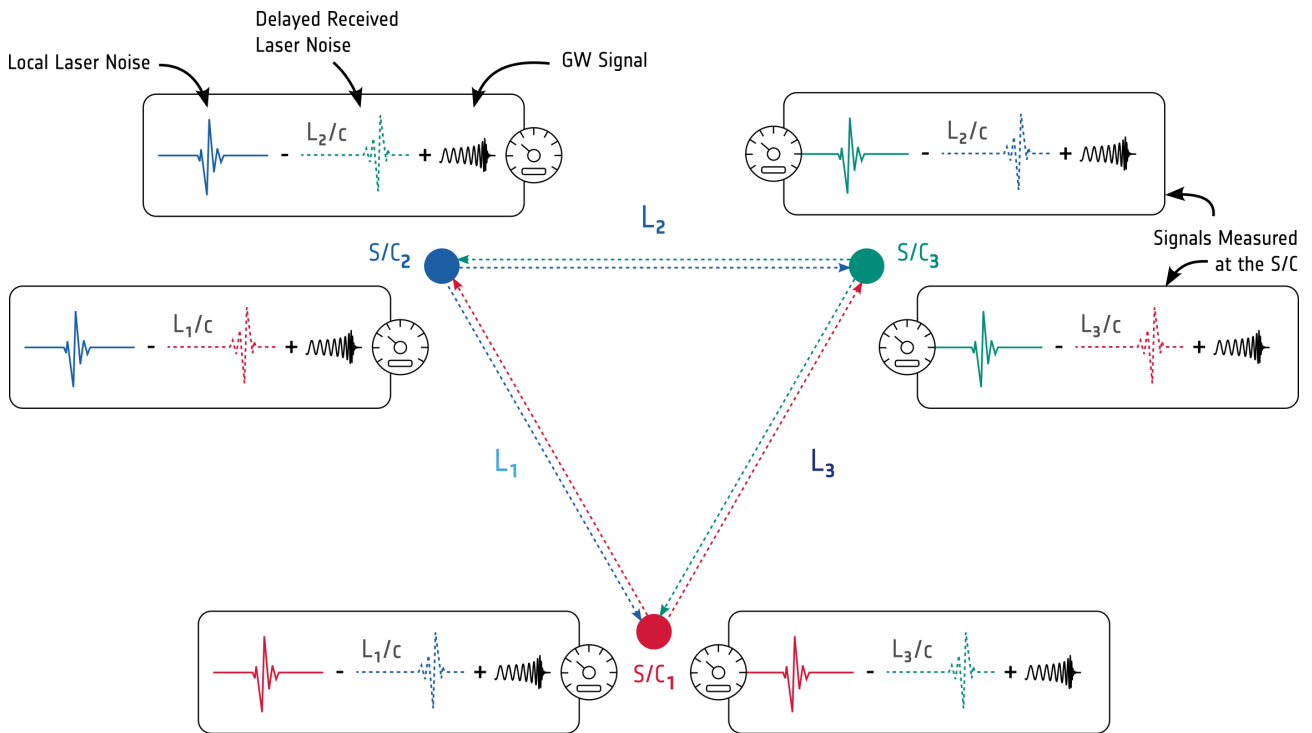 Delayed Received
Laser Noise
Local Laser Noise
GW Signal
L₂/c
- +
L₂/c
- +
L₂
S/C₂
S/C₃
Signals Measured
at the S/C
L₁/c
- +
L₃/c
- +
L₁
L₃
L₁/c
- +
S/C₁
L₃/c
- +